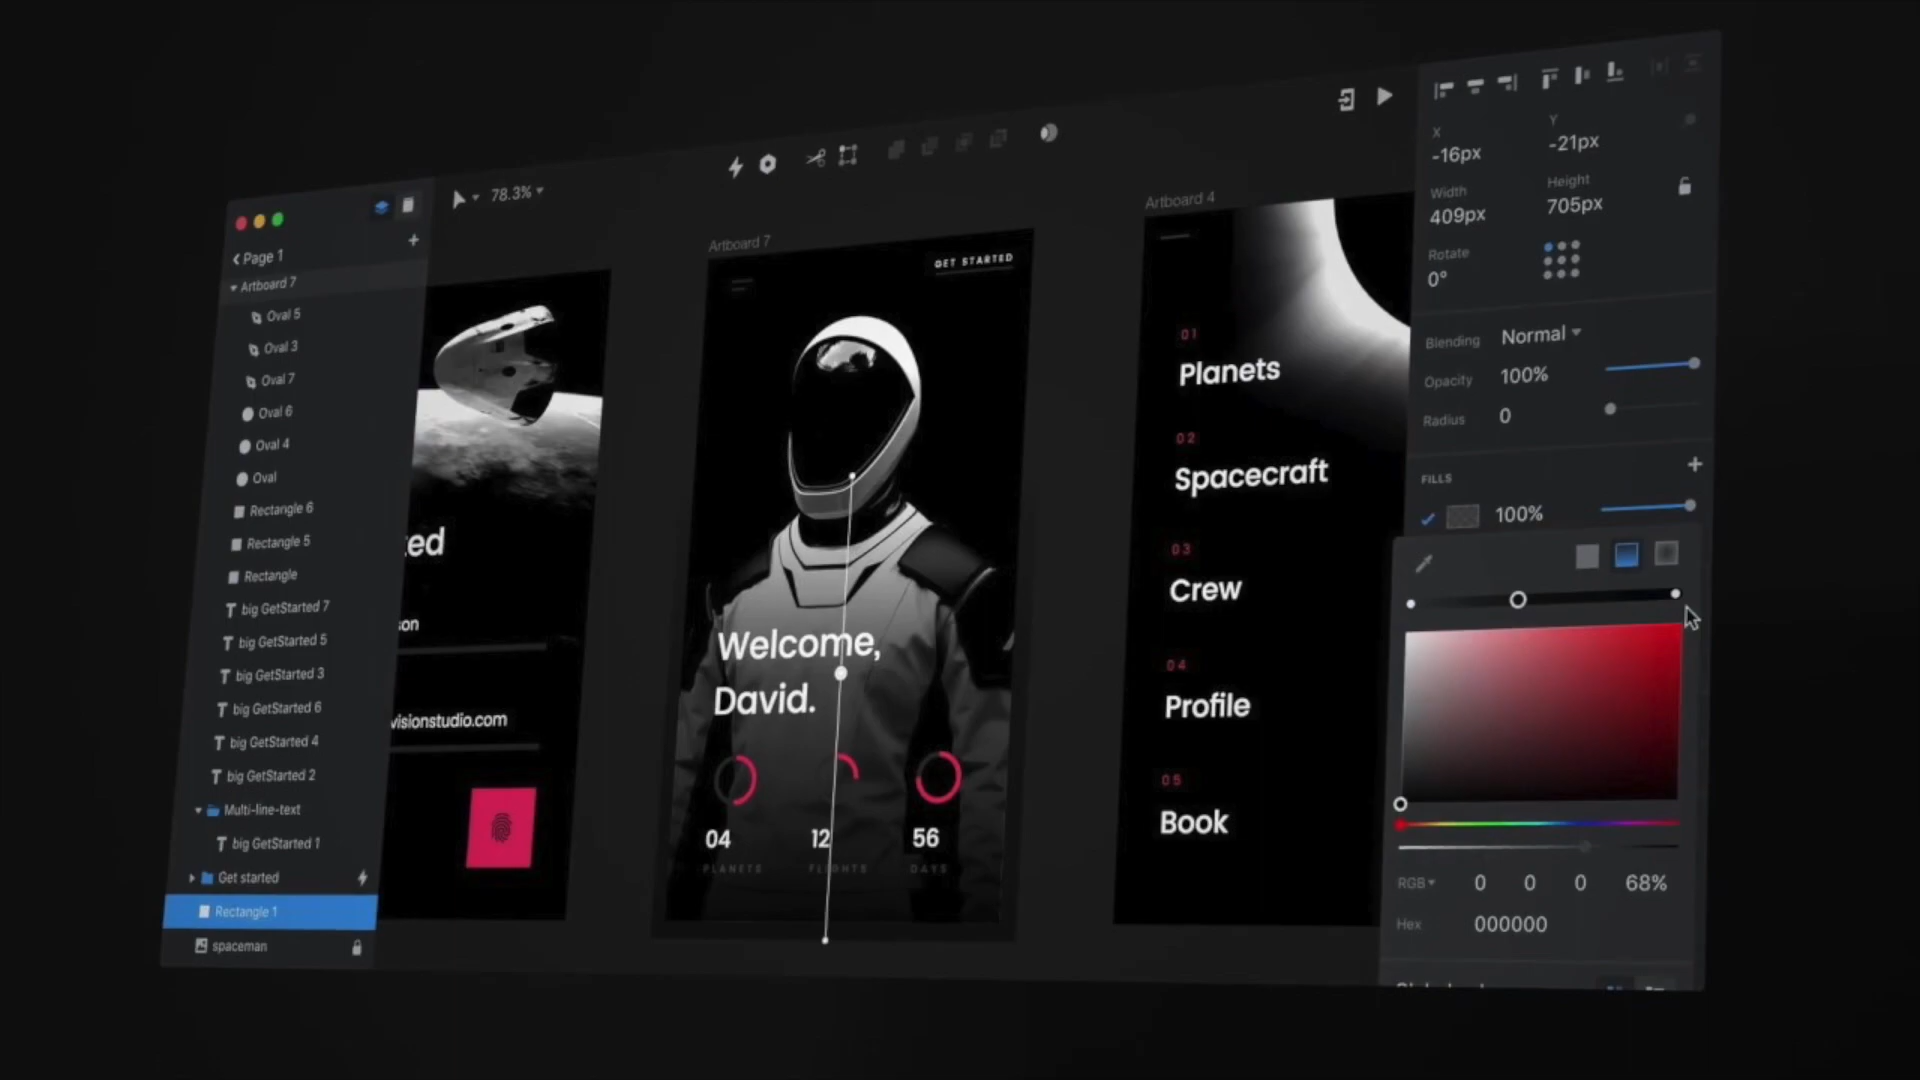 78.3%
Page 1
Artboard 7
Oval 5
Oval 3
Oval 7
Oval 6
Oval 4
Oval
Rectangle 6
Rectangle 5
Rectangle
big GetStarted 7
big GetStarted 5
big GetStarted 3
big GetStarted 6
big GetStarted 4
big GetStarted 2
Multi-line-text
big GetStarted 1
Get started
Rectangle 1
spaceman
ted
son
visionstudio.com
Artboard 7
GET STARTED
Welcome,
David.
04 12 56
PLANETS FLIGHTS DAYS
Artboard 4
01
Planets
02
Spacecraft
03
Crew
04
Profile
05
Book
X Y
-16px -21px
Width Height
409px 705px
Rotate
0°
Blending Normal
Opacity 100%
Radius 0
FILLS
100%
RGB 0 0 0 68%
Hex 000000